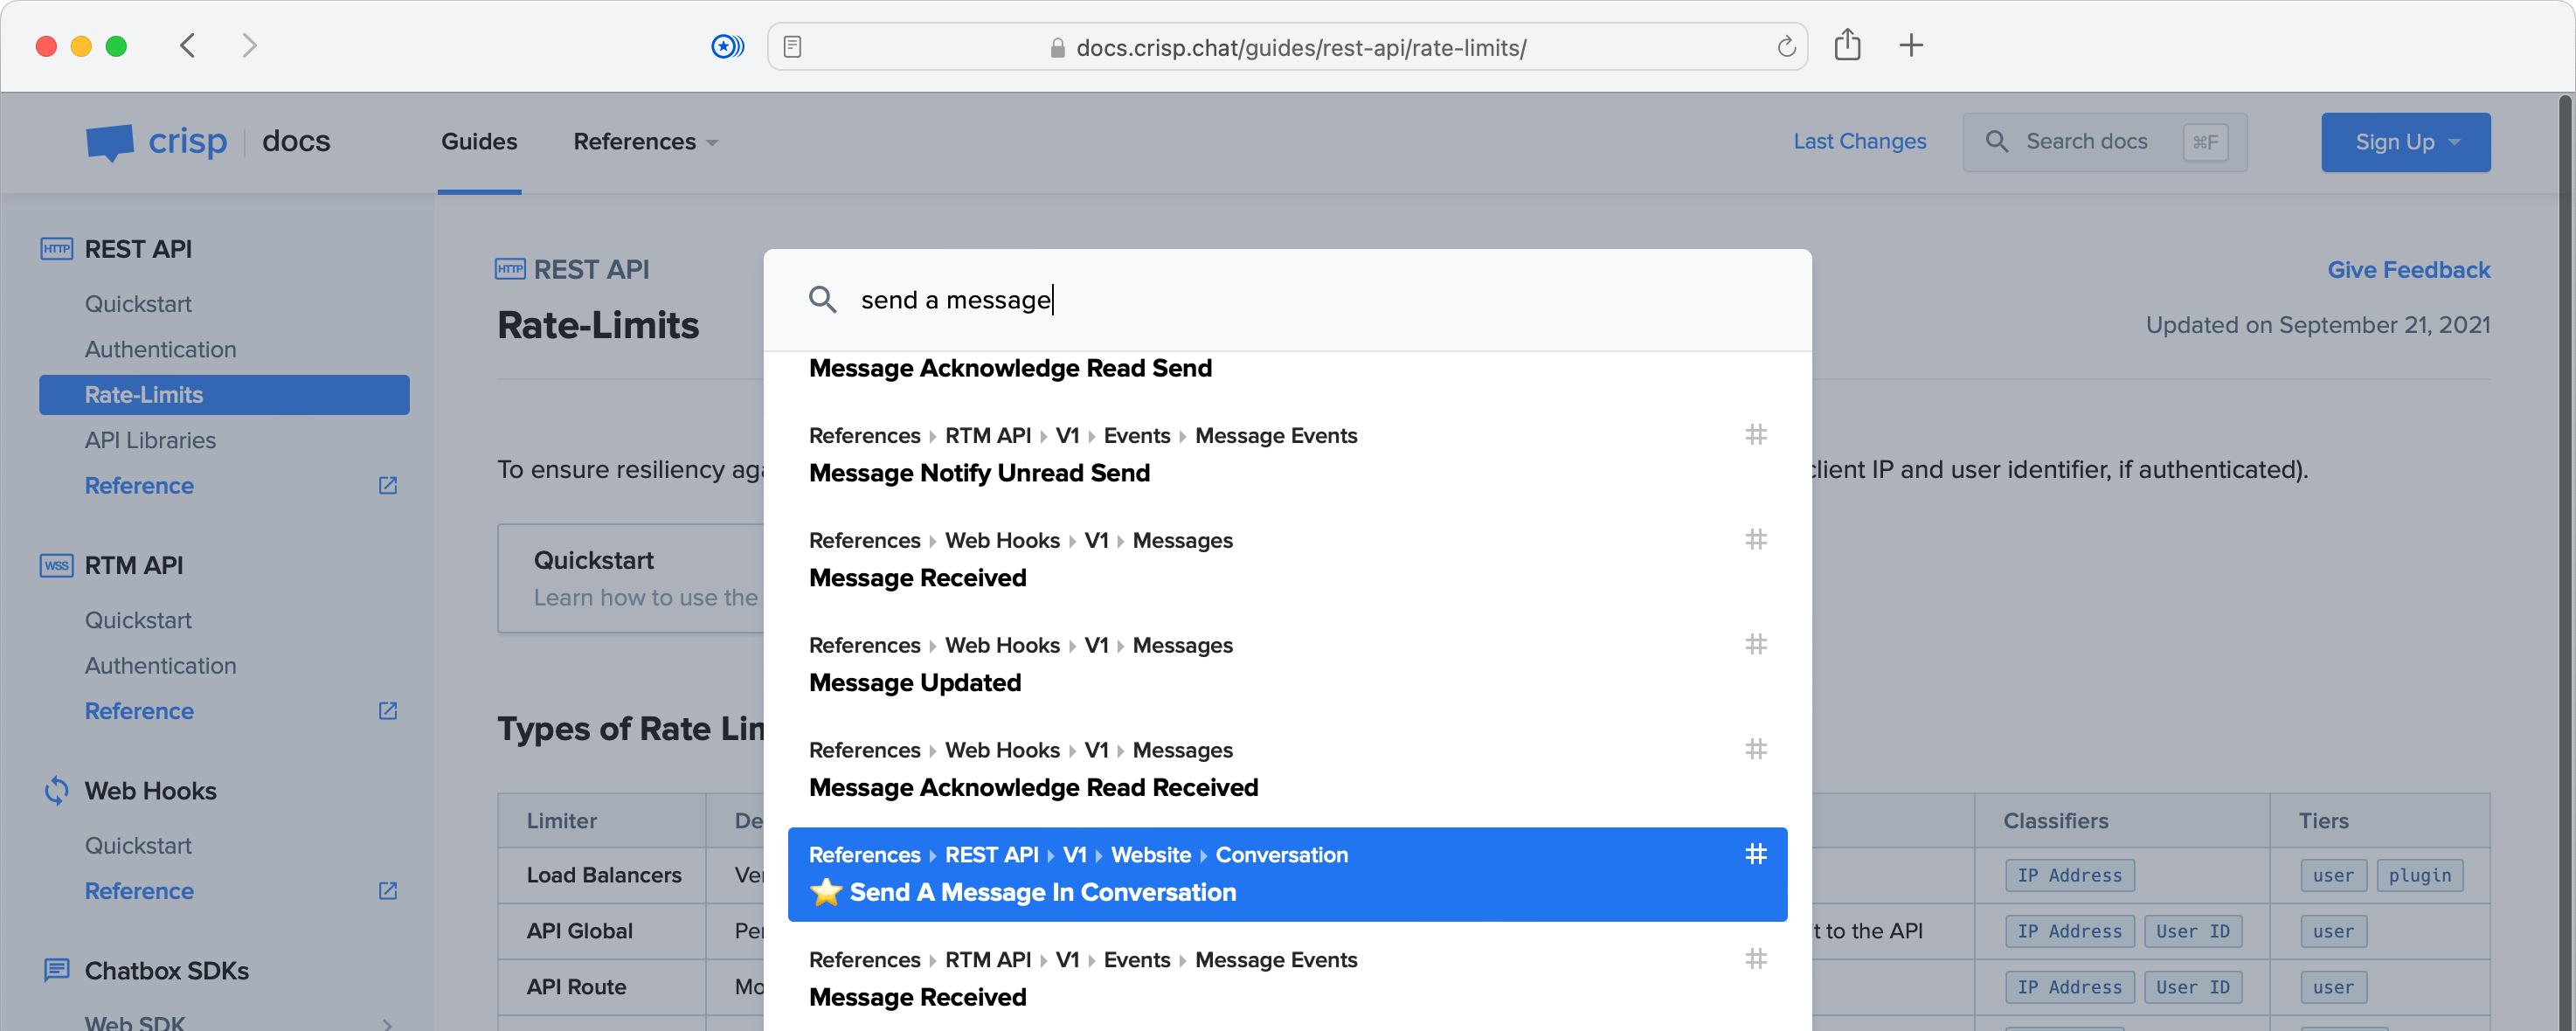 docs.crisp.chat/guides/rest-api/rate-limits/
crisp docs
Guides
References
Last Changes
Search docs
⌘F
Sign Up
HTTP REST API
Quickstart
Authentication
Rate-Limits
API Libraries
Reference
WSS RTM API
Quickstart
Authentication
Reference
Web Hooks
Quickstart
Reference
Chatbox SDKs
Web SDK
HTTP REST API
Give Feedback
Rate-Limits
Updated on September 21, 2021
To ensure resiliency
client IP and user identifier, if authenticated).
Quickstart
Learn how to use the
Types of Rate
Limiter
Classifiers
Tiers
Load Balancers
IP Address
user plugin
API Global
t to the API
IP Address User ID
user
API Route
IP Address User ID
user
send a message
Message Acknowledge Read Send
References RTM API V1 Events Message Events #
Message Notify Unread Send
References Web Hooks V1 Messages #
Message Received
References Web Hooks V1 Messages #
Message Updated
References Web Hooks V1 Messages #
Message Acknowledge Read Received
References REST API V1 Website Conversation #
⭐ Send A Message In Conversation
References RTM API V1 Events Message Events #
Message Received